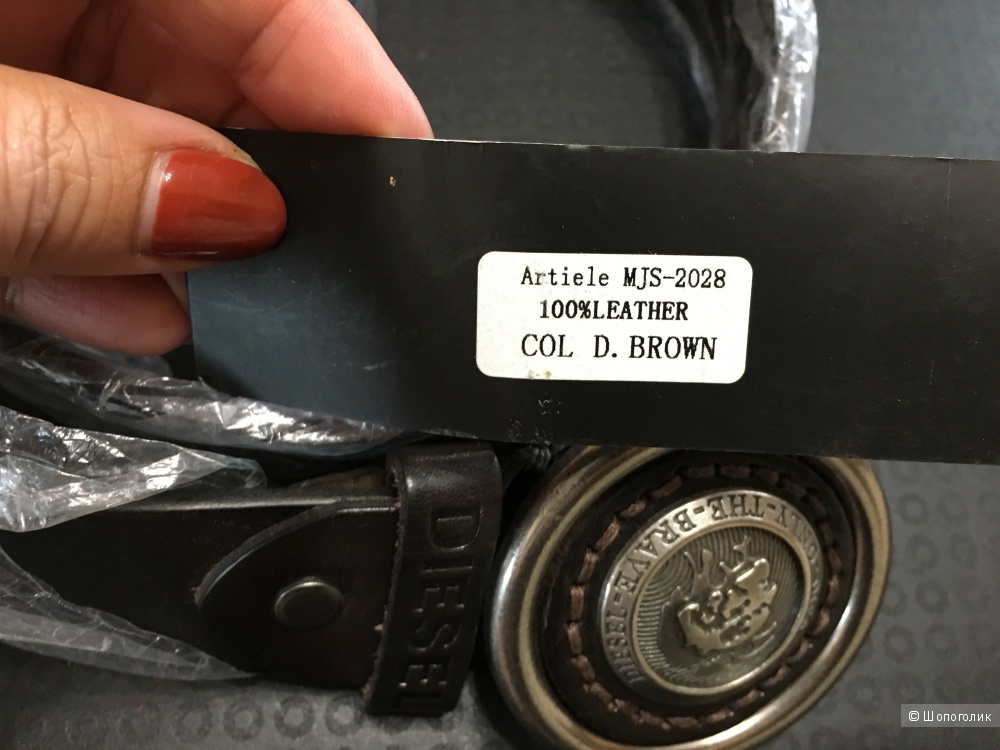 Artiele MJS-2028
100%LEATHER
COL D. BROWN
DIESEL
ONLY-THE-BRAVE-DIESEL
© Шопоголик